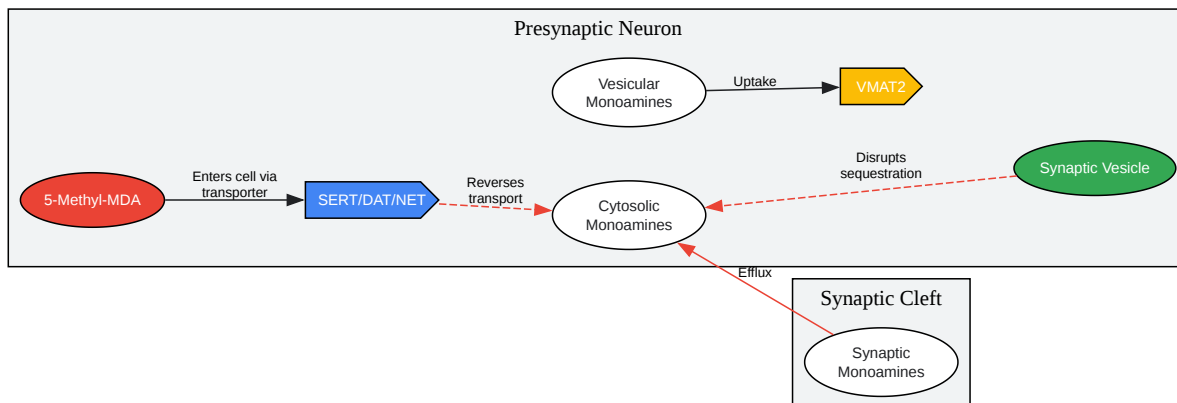 Presynaptic Neuron
Vesicular
Monoamines
Uptake
VMAT2
5-Methyl-MDA
Enters cell via
transporter
SERT/DAT/NET
Reverses
transport
Cytosolic
Monoamines
Disrupts
sequestration
Synaptic Vesicle
Efflux
Synaptic Cleft
Synaptic
Monoamines